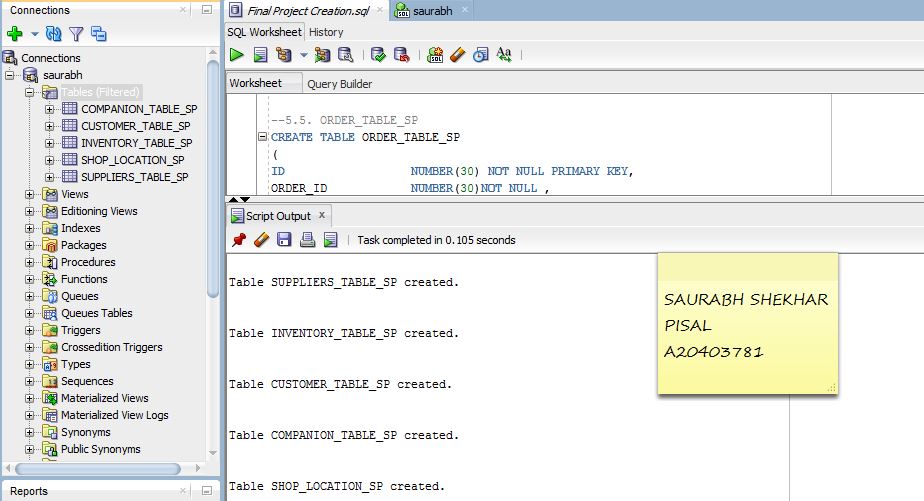 Connections
Connections
saurabh
Tables (Filtered)
COMPANION_TABLE_SP
CUSTOMER_TABLE_SP
INVENTORY_TABLE_SP
SHOP_LOCATION_SP
SUPPLIERS_TABLE_SP
Views
Editioning Views
Indexes
Packages
Procedures
Functions
Queues
Queues Tables
Triggers
Crossedition Triggers
Types
Sequences
Materialized Views
Materialized View Logs
Synonyms
Public Synonyms
Reports
Final Project Creation.sql
saurabh
SQL Worksheet History
Worksheet Query Builder
--5.5. ORDER_TABLE_SP
CREATE TABLE ORDER_TABLE_SP
(
ID NUMBER(30) NOT NULL PRIMARY KEY,
ORDER_ID NUMBER(30)NOT NULL ,
Script Output x
Task completed in 0.105 seconds
Table SUPPLIERS_TABLE_SP created.
Table INVENTORY_TABLE_SP created.
Table CUSTOMER_TABLE_SP created.
Table COMPANION_TABLE_SP created.
Table SHOP_LOCATION_SP created.
SAURABH SHEKHAR
PISAL
A20403781